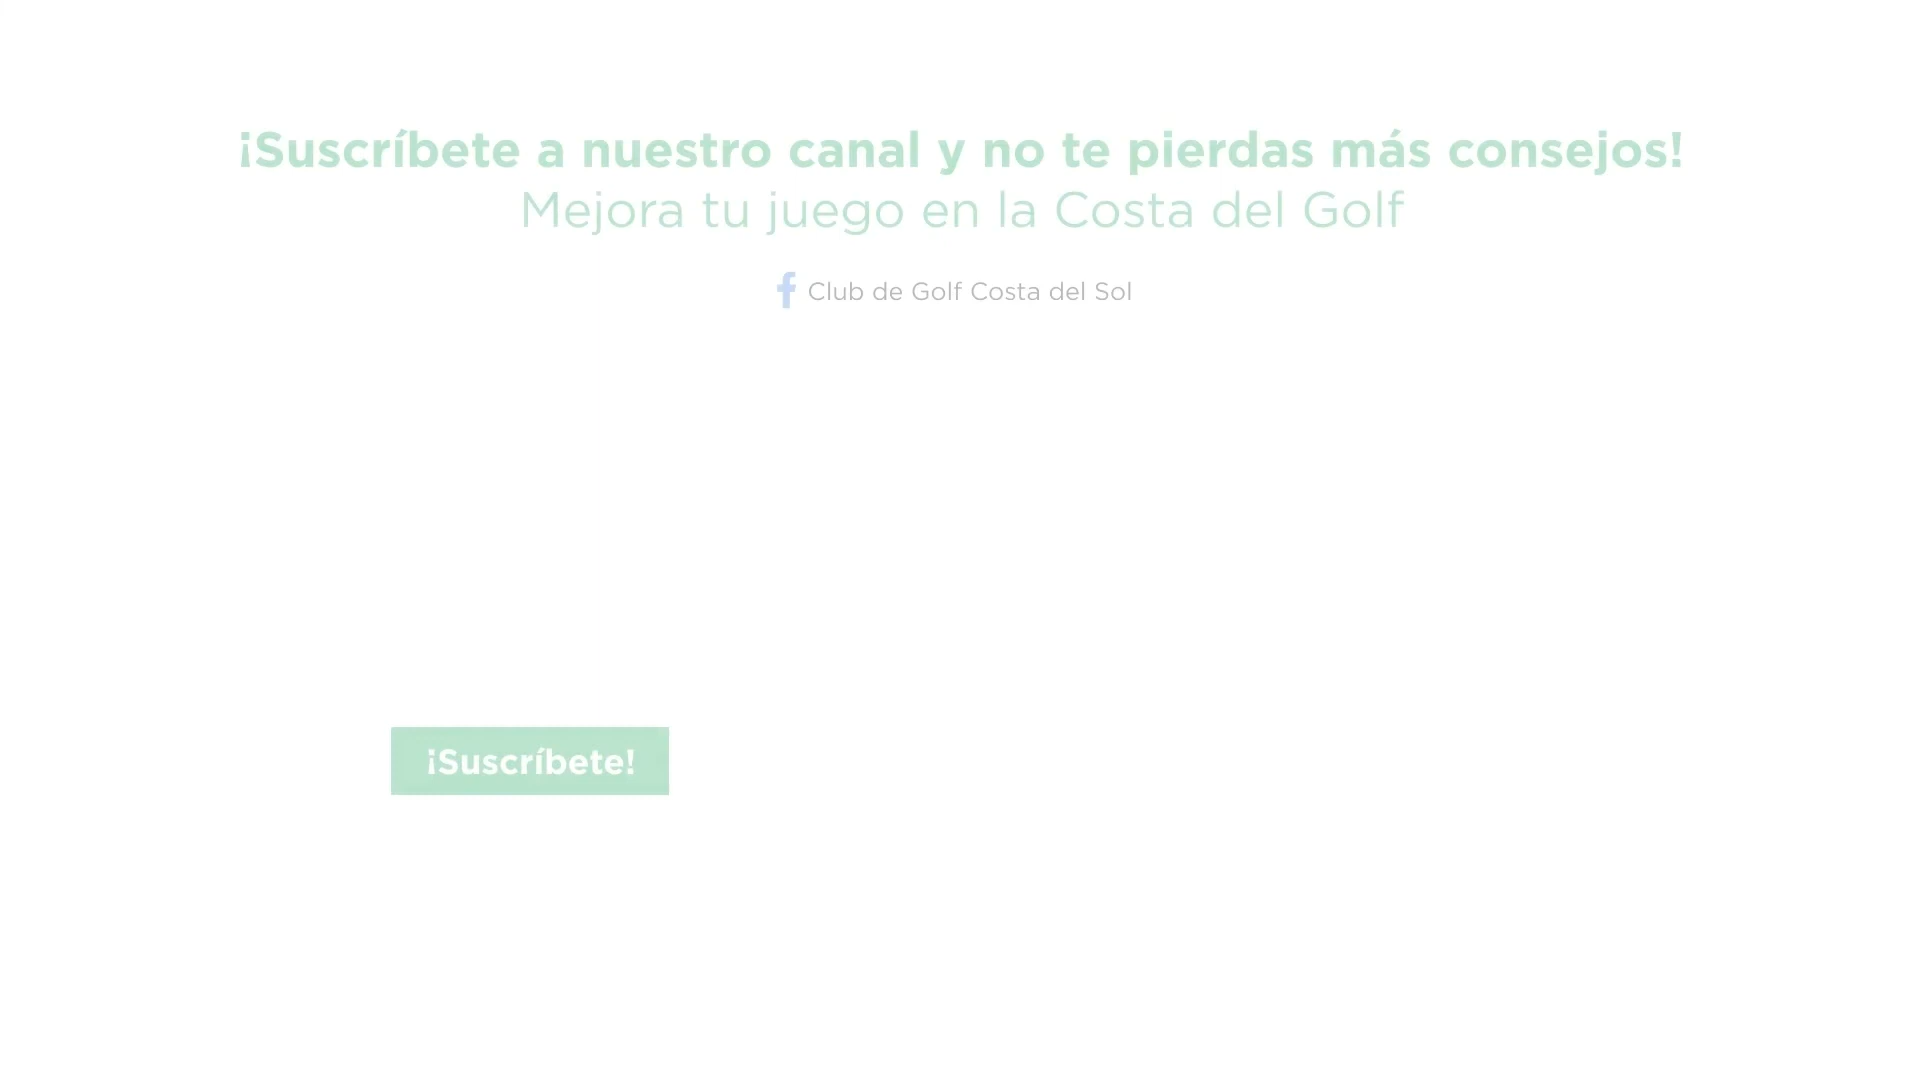 ¡Suscríbete a nuestro canal y no te pierdas más consejos!
Mejora tu juego en la Costa del Golf
Club de Golf Costa del Sol
¡Suscríbete!